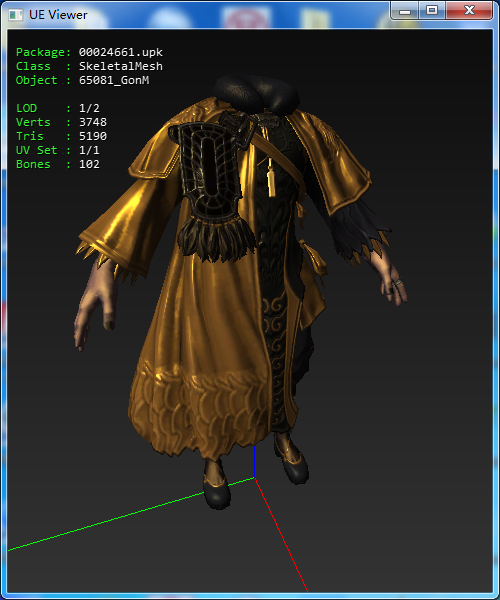 UE Viewer
Package: 00024661.upk
Class : SkeletalMesh
Object : 65081_GonM
LOD : 1/2
Verts : 3748
Tris : 5190
UV Set : 1/1
Bones : 102